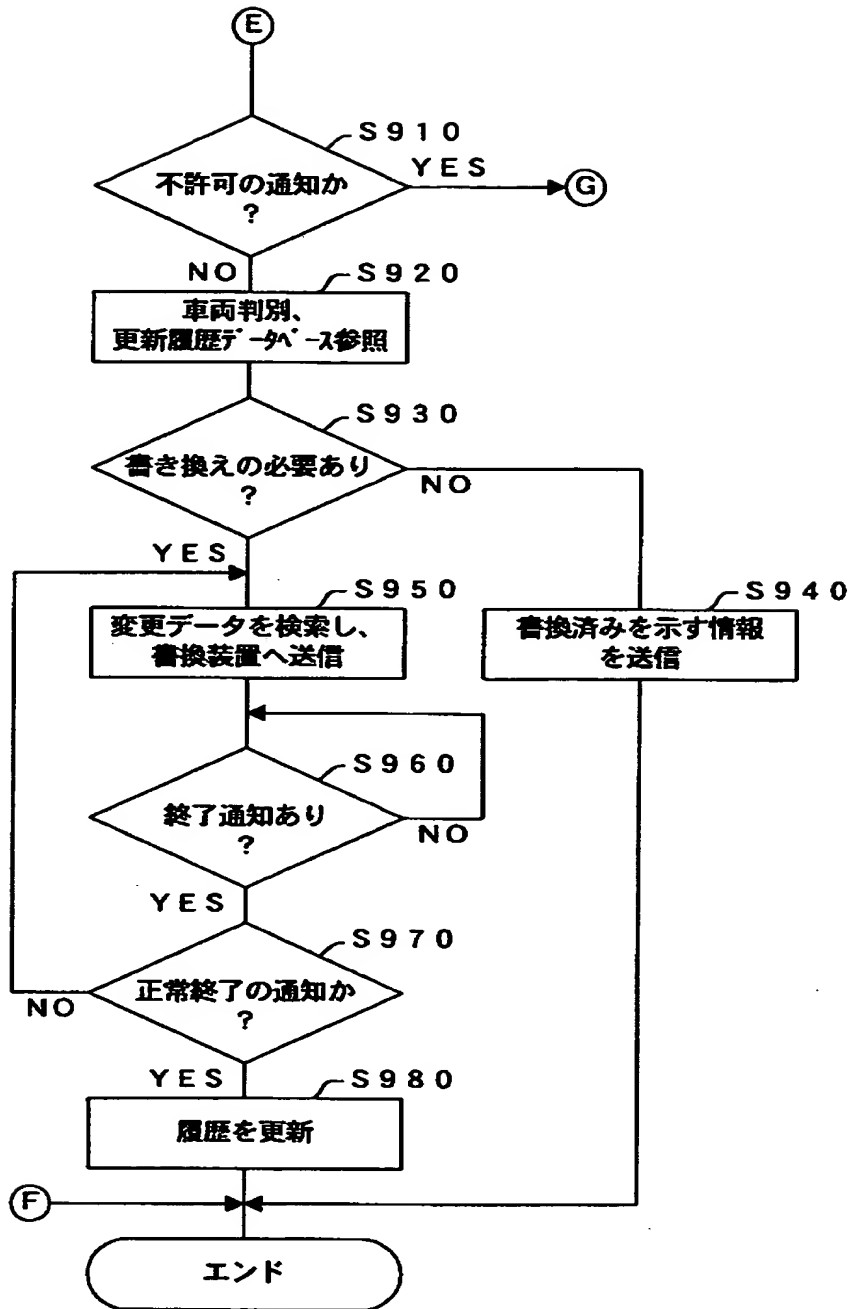 E
S910
不許可の通知か
?
YES
G
NO
S920
車両判別、
更新履歴データベース参照
S930
書き換えの必要あり
?
NO
YES
S950
変更データを検索し、
書換装置へ送信
S940
書換済みを示す情報
を送信
S960
終了通知あり
?
NO
YES
S970
正常終了の通知か
?
NO
YES
S980
履歴を更新
F
エンド